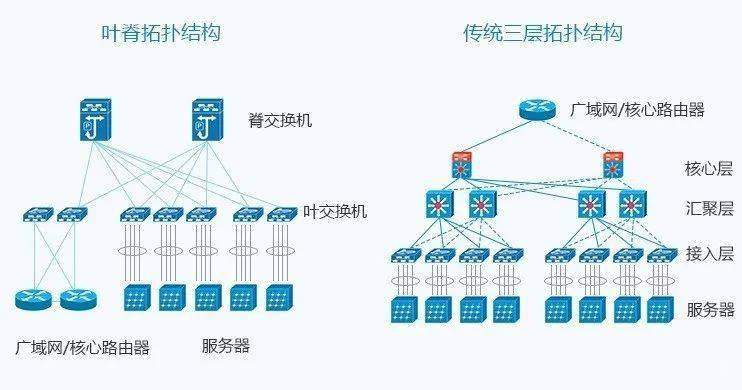 叶脊拓扑结构
传统三层拓扑结构
脊交换机
叶交换机
广域网/核心路由器
服务器
广域网/核心路由器
核心层
汇聚层
接入层
服务器